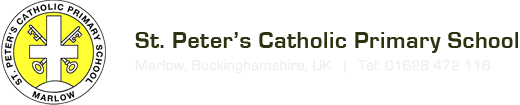 ST. PETER'S CATHOLIC PRIMARY SCHOOL
MARLOW
St. Peter's Catholic Primary School
Marlow, Buckinghamshire, UK | Tel: 01628 472 116